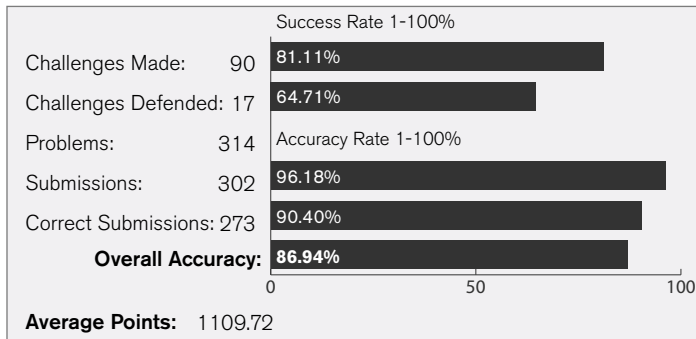 Success Rate 1-100%
Challenges Made: 90 81.11%
Challenges Defended: 17 64.71%
Problems: 314 Accuracy Rate 1-100%
Submissions: 302 96.18%
Correct Submissions: 273 90.40%
Overall Accuracy: 86.94%
0 50 100
Average Points: 1109.72